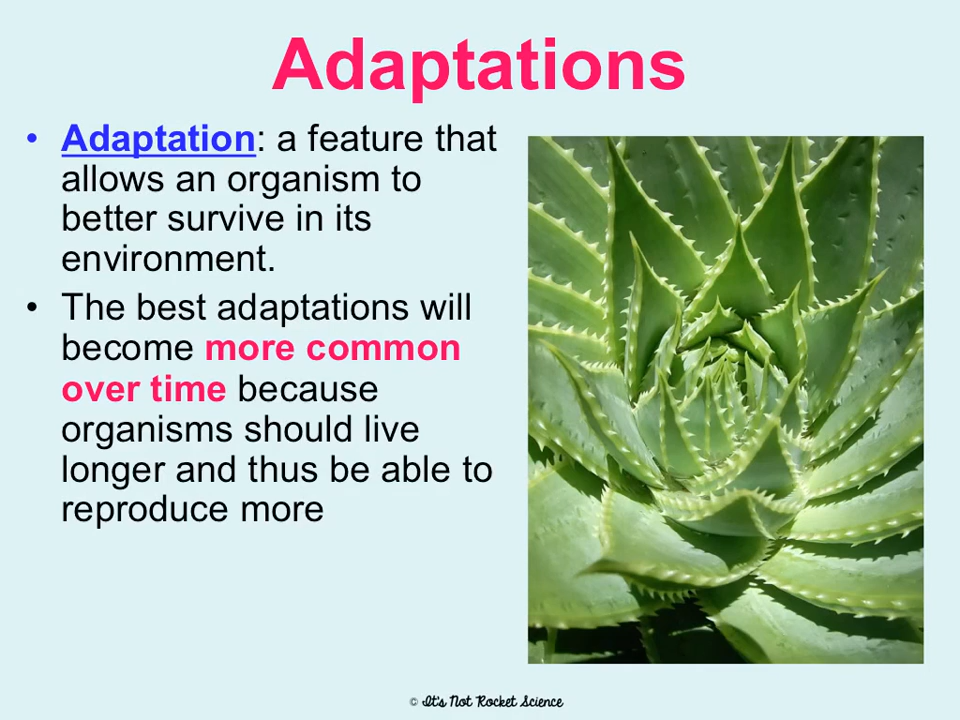 Adaptations
• Adaptation: a feature that
allows an organism to
better survive in its
environment.
• The best adaptations will
become more common
over time because
organisms should live
longer and thus be able to
reproduce more
© It's Not Rocket Science